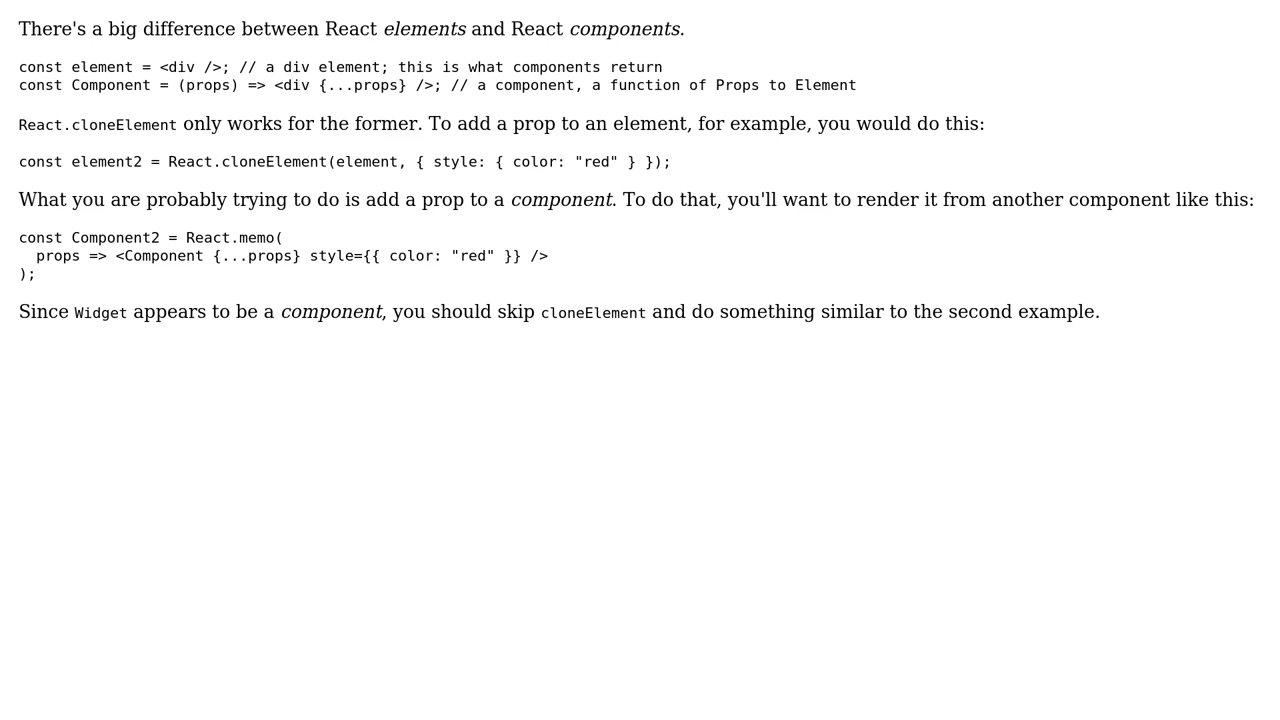 There's a big difference between React elements and React components.
const element = <div />; // a div element; this is what components return
const Component = (props) => <div {...props} />; // a component, a function of Props to Element
React.cloneElement only works for the former. To add a prop to an element, for example, you would do this:
const element2 = React.cloneElement(element, { style: { color: "red" } });
What you are probably trying to do is add a prop to a component. To do that, you'll want to render it from another component like this:
const Component2 = React.memo(
  props => <Component {...props} style={{ color: "red" }} />
);
Since Widget appears to be a component, you should skip cloneElement and do something similar to the second example.